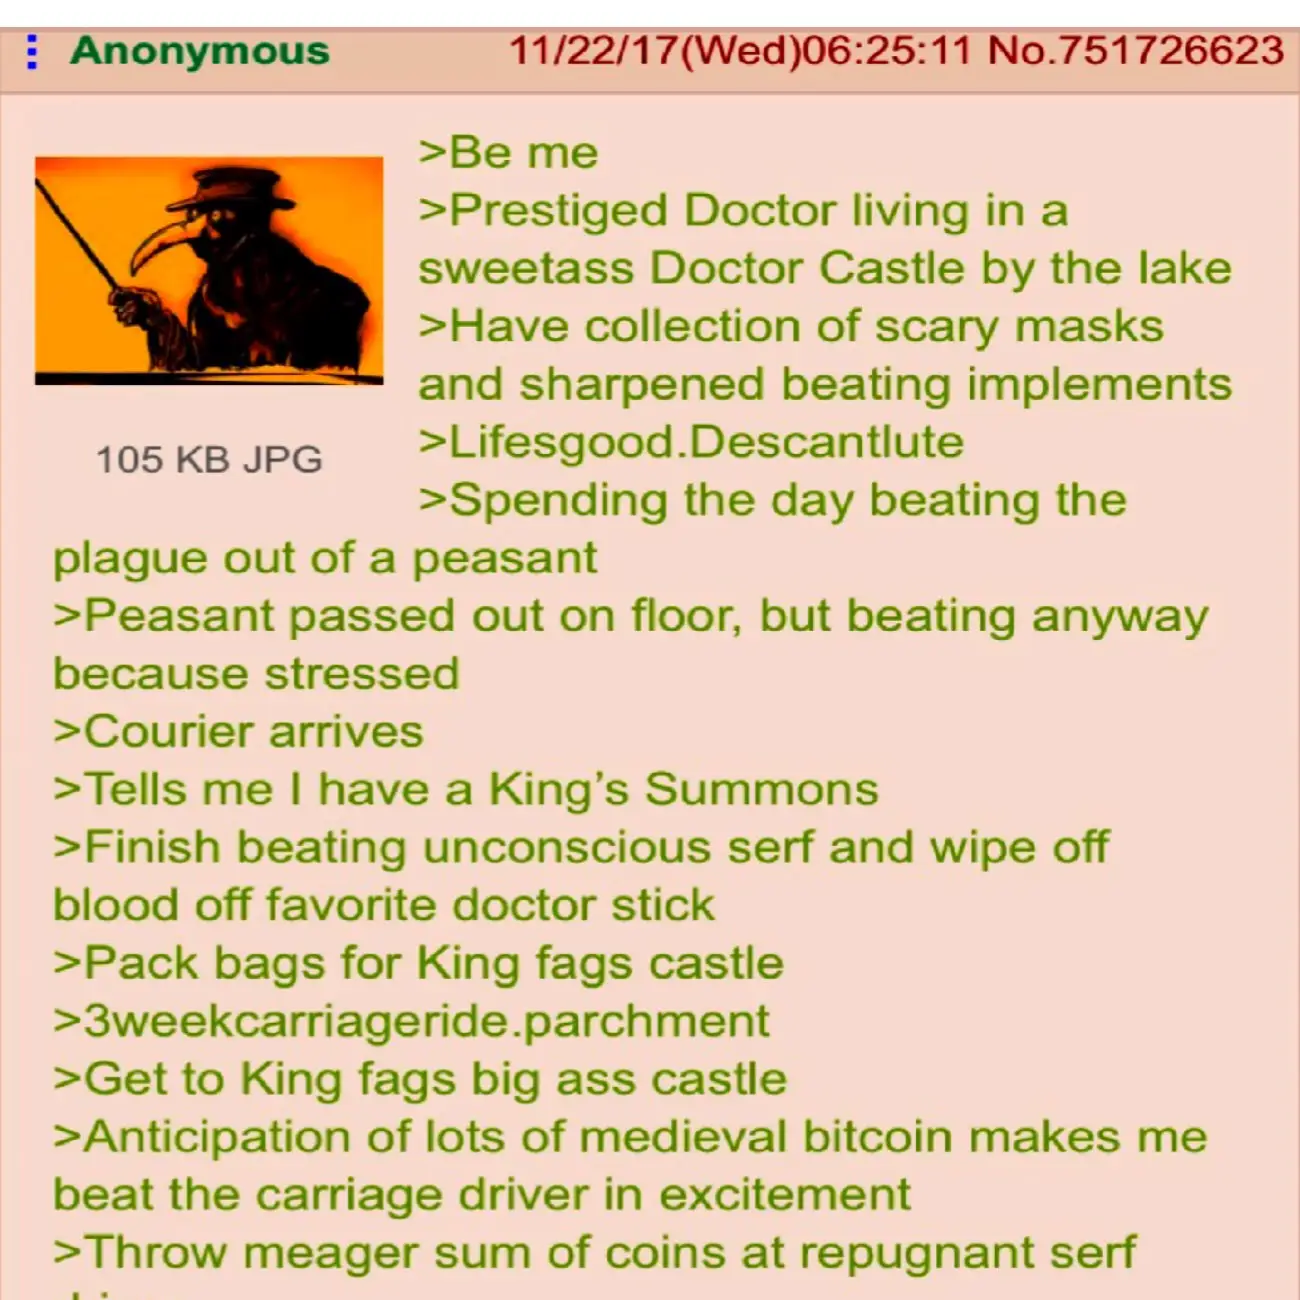 Anonymous 11/22/17(Wed)06:25:11 No.751726623
>Be me
>Prestiged Doctor living in a
sweetass Doctor Castle by the lake
>Have collection of scary masks
and sharpened beating implements
105 KB JPG
>Lifesgood.Descantlute
>Spending the day beating the
plague out of a peasant
>Peasant passed out on floor, but beating anyway
because stressed
>Courier arrives
>Tells me I have a King’s Summons
>Finish beating unconscious serf and wipe off
blood off favorite doctor stick
>Pack bags for King fags castle
>3weekcarriageride.parchment
>Get to King fags big ass castle
>Anticipation of lots of medieval bitcoin makes me
beat the carriage driver in excitement
>Throw meager sum of coins at repugnant serf